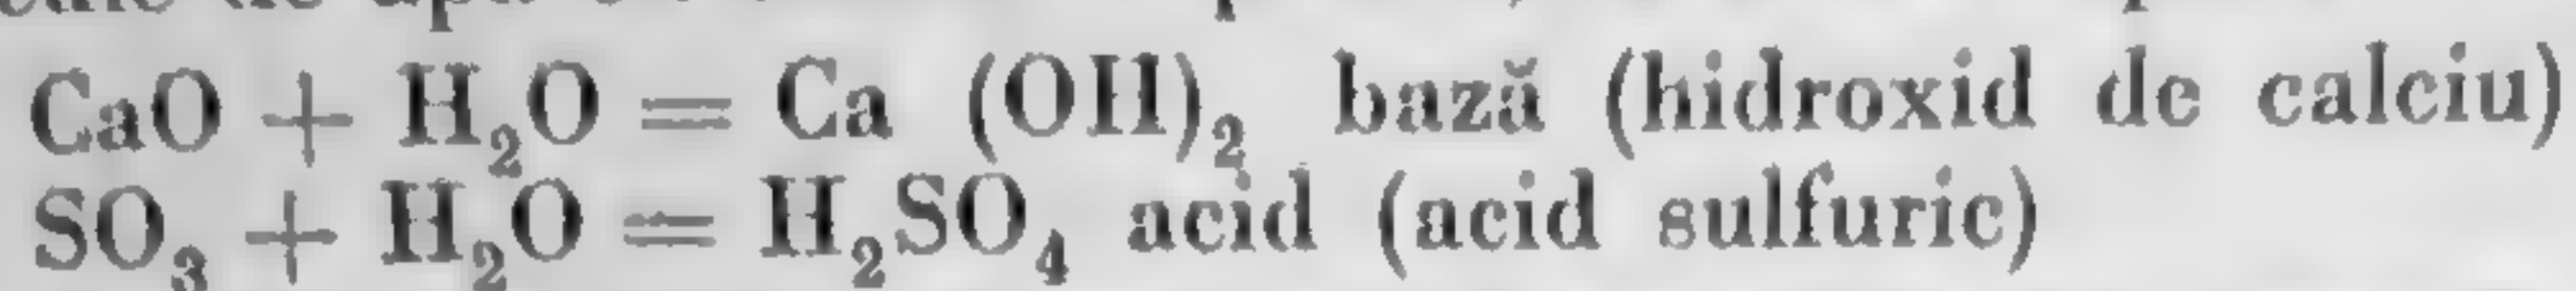 CaO + H₂O = Ca (OH)₂ bază (hidroxid de calciu)
SO₃ + H₂O = H₂SO₄ acid (acid sulfuric)